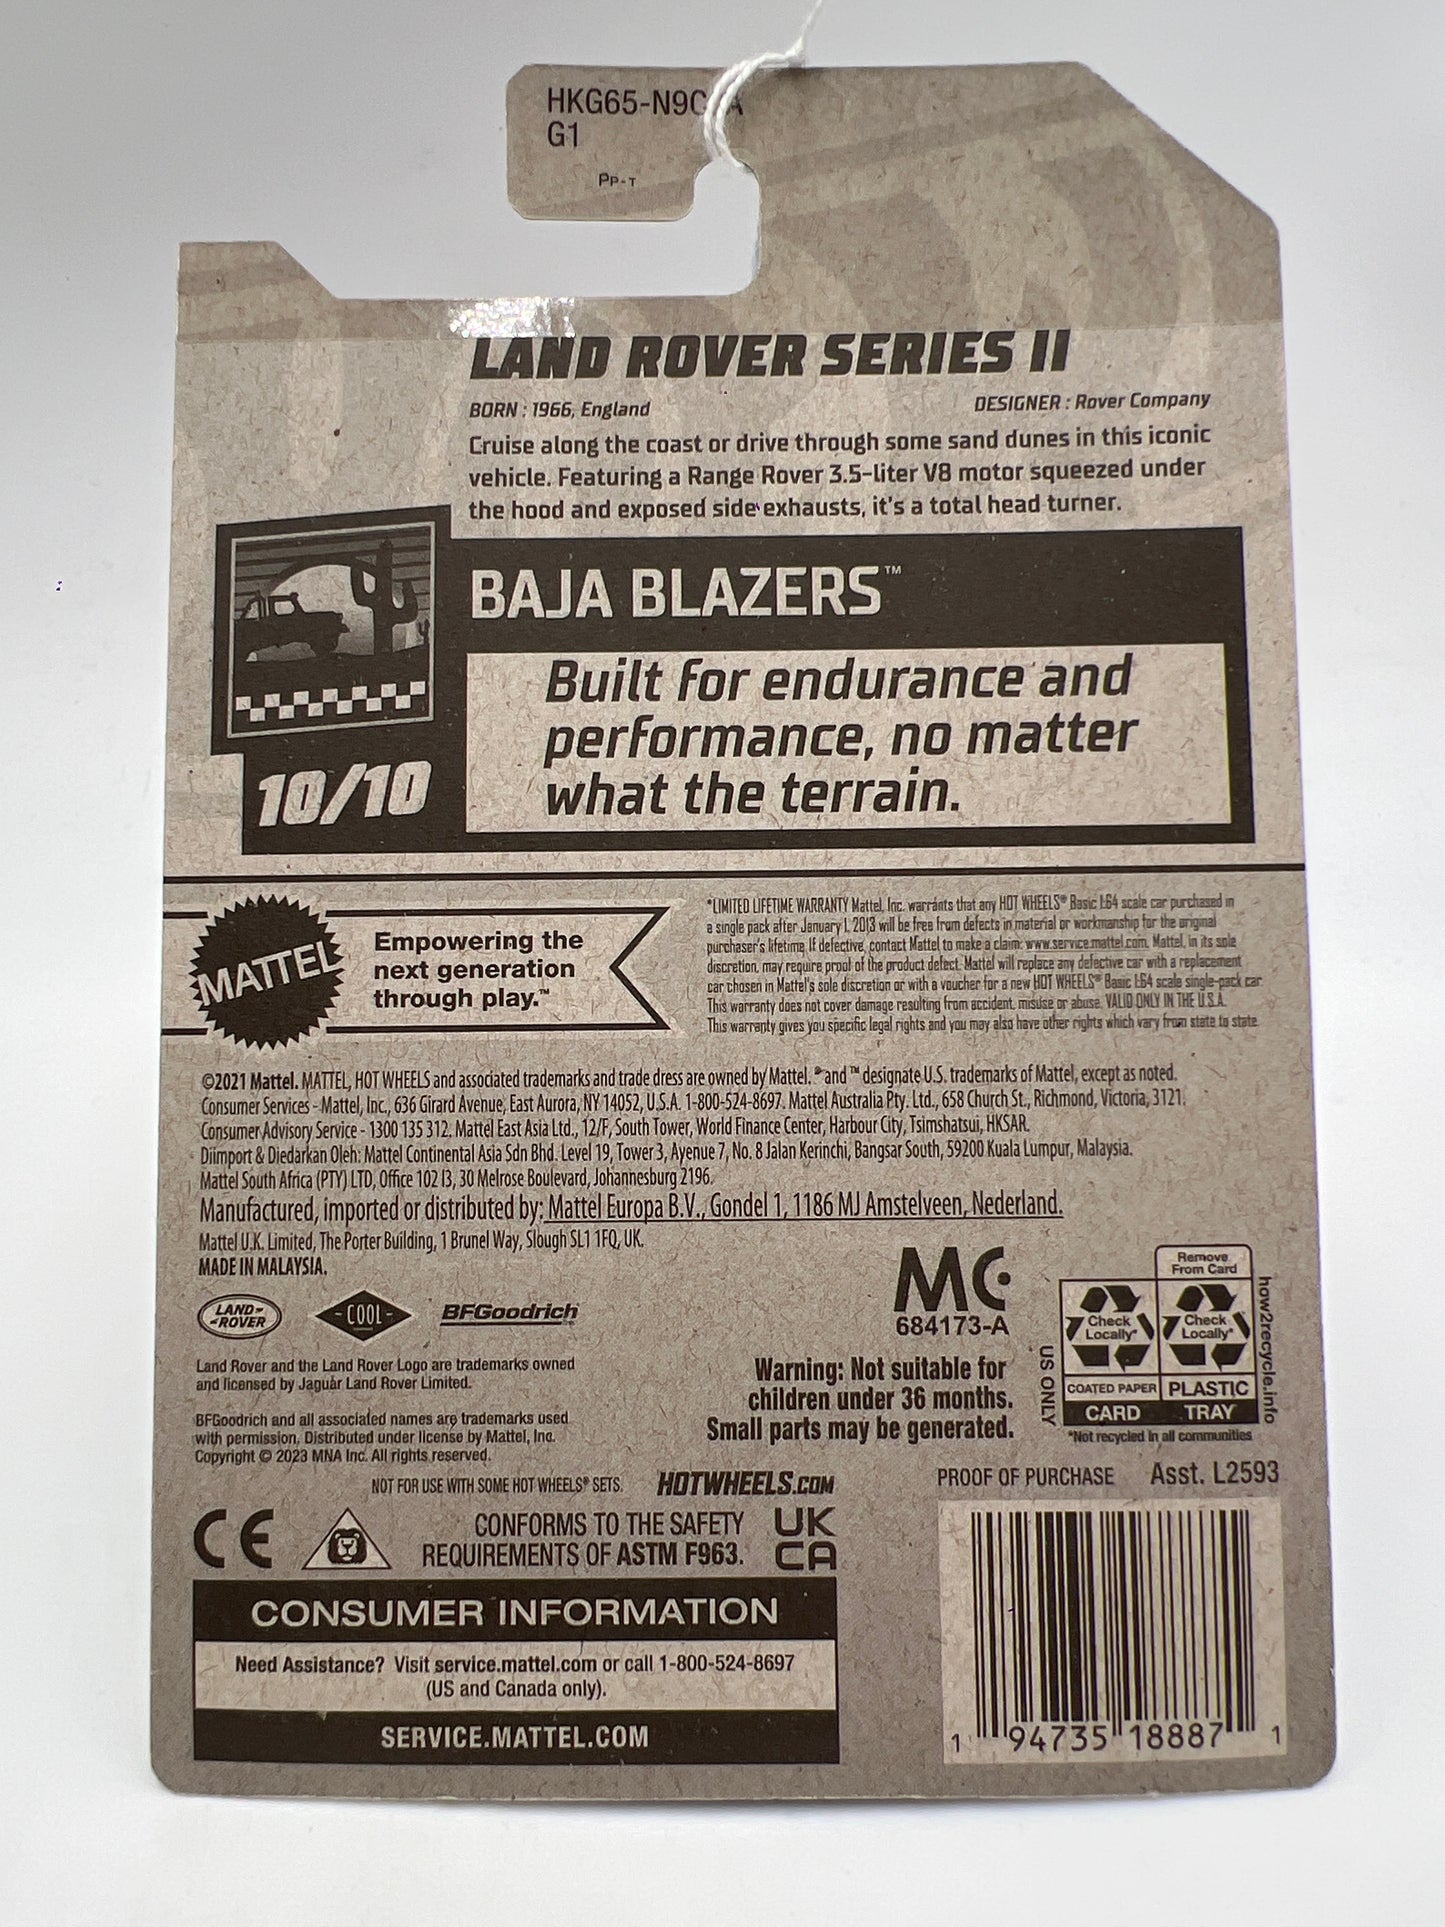 HKG65-N9C A
G1
PP-T
LAND ROVER SERIES II
BORN : 1966, England DESIGNER : Rover Company
Cruise along the coast or drive through some sand dunes in this iconic
vehicle. Featuring a Range Rover 3.5-liter V8 motor squeezed under
the hood and exposed side exhausts, it's a total head turner.
BAJA BLAZERS™
Built for endurance and
performance, no matter
what the terrain.
10/10
MATTEL
Empowering the
next generation
through play.™
*LIMITED LIFETIME WARRANTY Mattel, Inc. warrants that any HOT WHEELS® Basic 1:64 scale car purchased in
a single pack after January 1, 2013 will be free from defects in material or workmanship for the original
purchaser's lifetime. If defective, contact Mattel to make a claim: www.service.mattel.com. Mattel, in its sole
discretion, may require proof of the product defect. Mattel will replace any defective car with a replacement
car chosen in Mattel's sole discretion or with a voucher for a new HOT WHEELS® Basic 1:64 scale single-pack car.
This warranty does not cover damage resulting from accident, misuse or abuse. VALID ONLY IN THE U.S.A.
This warranty gives you specific legal rights and you may also have other rights which vary from state to state.
©2021 Mattel. MATTEL, HOT WHEELS and associated trademarks and trade dress are owned by Mattel. ® and ™ designate U.S. trademarks of Mattel, except as noted.
Consumer Services - Mattel, Inc., 636 Girard Avenue, East Aurora, NY 14052, U.S.A. 1-800-524-8697. Mattel Australia Pty. Ltd., 658 Church St., Richmond, Victoria, 3121.
Consumer Advisory Service - 1300 135 312. Mattel East Asia Ltd., 12/F, South Tower, World Finance Center, Harbour City, Tsimshatsui, HKSAR.
Diimport & Diedarkan Oleh: Mattel Continental Asia Sdn Bhd. Level 19, Tower 3, Avenue 7, No. 8 Jalan Kerinchi, Bangsar South, 59200 Kuala Lumpur, Malaysia.
Mattel South Africa (PTY) LTD, Office 102 I3, 30 Melrose Boulevard, Johannesburg 2196.
Manufactured, imported or distributed by: Mattel Europa B.V., Gondel 1, 1186 MJ Amstelveen, Nederland.
Mattel U.K. Limited, The Porter Building, 1 Brunel Way, Slough SL1 1FQ, UK.
MADE IN MALAYSIA.
LAND-
-ROVER
- COOL -
BFGoodrich
MC
684173-A
Remove
From Card
Check
Locally*
Check
Locally*
COATED PAPER
PLASTIC
CARD
TRAY
US ONLY
how2recycle.info
*Not recycled in all communities
Land Rover and the Land Rover Logo are trademarks owned
and licensed by Jaguar Land Rover Limited.
Warning: Not suitable for
children under 36 months.
Small parts may be generated.
BFGoodrich and all associated names are trademarks used
with permission. Distributed under license by Mattel, Inc.
Copyright © 2023 MNA Inc. All rights reserved.
NOT FOR USE WITH SOME HOT WHEELS® SETS. HOTWHEELS.COM
PROOF OF PURCHASE Asst. L2593
CE
CONFORMS TO THE SAFETY
REQUIREMENTS OF ASTM F963.
UK
CA
CONSUMER INFORMATION
Need Assistance? Visit service.mattel.com or call 1-800-524-8697
(US and Canada only).
SERVICE.MATTEL.COM
1 94735 18887 1